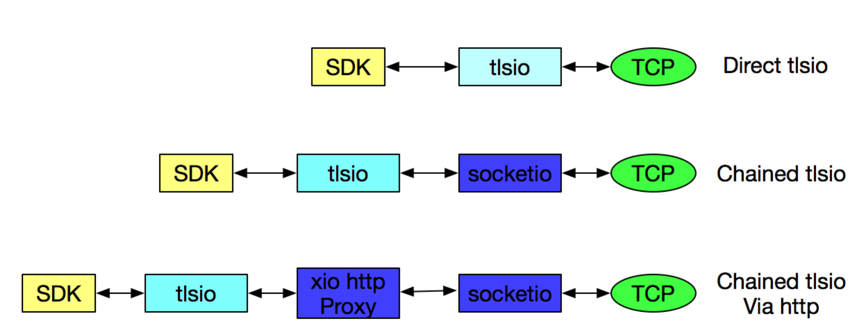 SDK tlsio TCP Direct tlsio
SDK tlsio socketio TCP Chained tlsio
SDK tlsio xio http Proxy socketio TCP Chained tlsio Via http